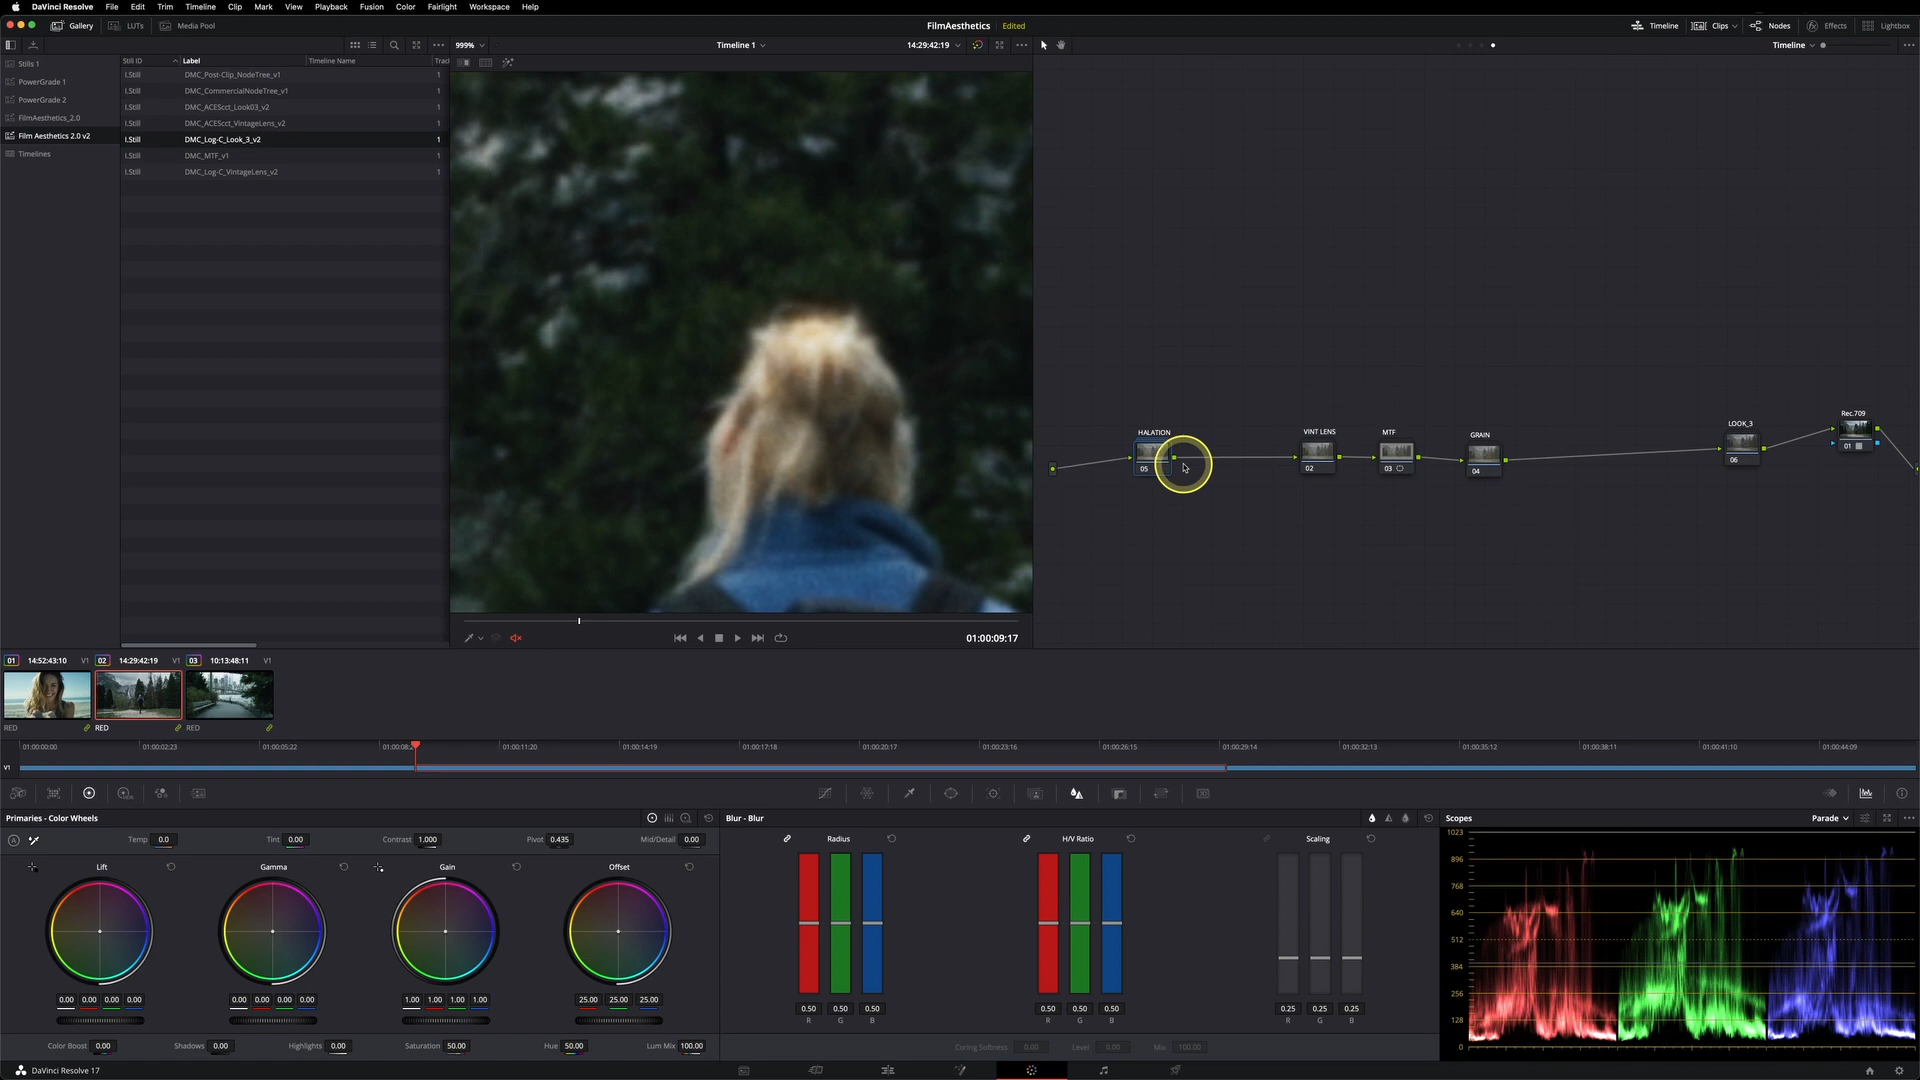 DaVinci Resolve File Edit Trim Timeline Clip Mark View Playback Fusion Color Fairlight Workspace Help
Gallery LUTs Media Pool FilmAesthetics Edited Timeline Clips Nodes Effects Lightbox
999% Timeline 1 14:29:42:19 Timeline
Still ID Label Timeline Name Trac
Stills 1
PowerGrade 1
PowerGrade 2
FilmAesthetics_2.0
Film Aesthetics 2.0 v2
Timelines
I.Still DMC_Post-Clip_NodeTree_v1 1
I.Still DMC_CommercialNodeTree_v1 1
I.Still DMC_ACEScct_Look03_v2 1
I.Still DMC_ACEScct_VintageLens_v2 1
I.Still DMC_Log-C_Look_3_v2 1
I.Still DMC_MTF_v1 1
I.Still DMC_Log-C_VintageLens_v2 1
HALATION
05
VINT LENS
02
MTF
03
GRAIN
04
LOOK_3
06
Rec.709
01
01:00:09:17
01 14:52:43:10 V1 02 14:29:42:19 V1 03 10:13:48:11 V1
RED RED RED
01:00:00:00 01:00:02:23 01:00:05:22 01:00:08:2 01:00:11:20 01:00:14:19 01:00:17:18 01:00:20:17 01:00:23:16 01:00:26:15 01:00:29:14 01:00:32:13 01:00:35:12 01:00:38:11 01:00:41:10 01:00:44:09
V1
Primaries - Color Wheels
Temp 0.0 Tint 0.00 Contrast 1.000 Pivot 0.435 Mid/Detail 0.00
Lift Gamma Gain Offset
0.00 0.00 0.00 0.00 0.00 0.00 0.00 0.00 1.00 1.00 1.00 1.00 25.00 25.00 25.00
Color Boost 0.00 Shadows 0.00 Highlights 0.00 Saturation 50.00 Hue 50.00 Lum Mix 100.00
Blur - Blur
Radius H/V Ratio Scaling
0.50 0.50 0.50 0.50 0.50 0.50 0.25 0.25 0.25
R G B R G B R G B
Coring Softness 0.00 Level 0.00 Mix 100.00
Scopes Parade
1023
896
768
640
512
384
256
128
0
DaVinci Resolve 17